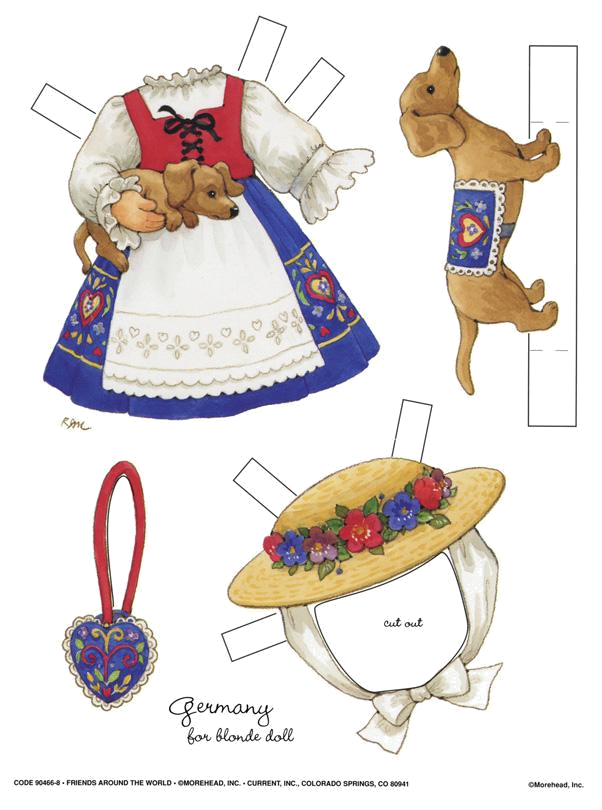 RAM
cut out
Germany
for blonde doll
CODE 90466-8 • FRIENDS AROUND THE WORLD • ©MOREHEAD, INC. • CURRENT, INC., COLORADO SPRINGS, CO 80941
©Morehead, Inc.